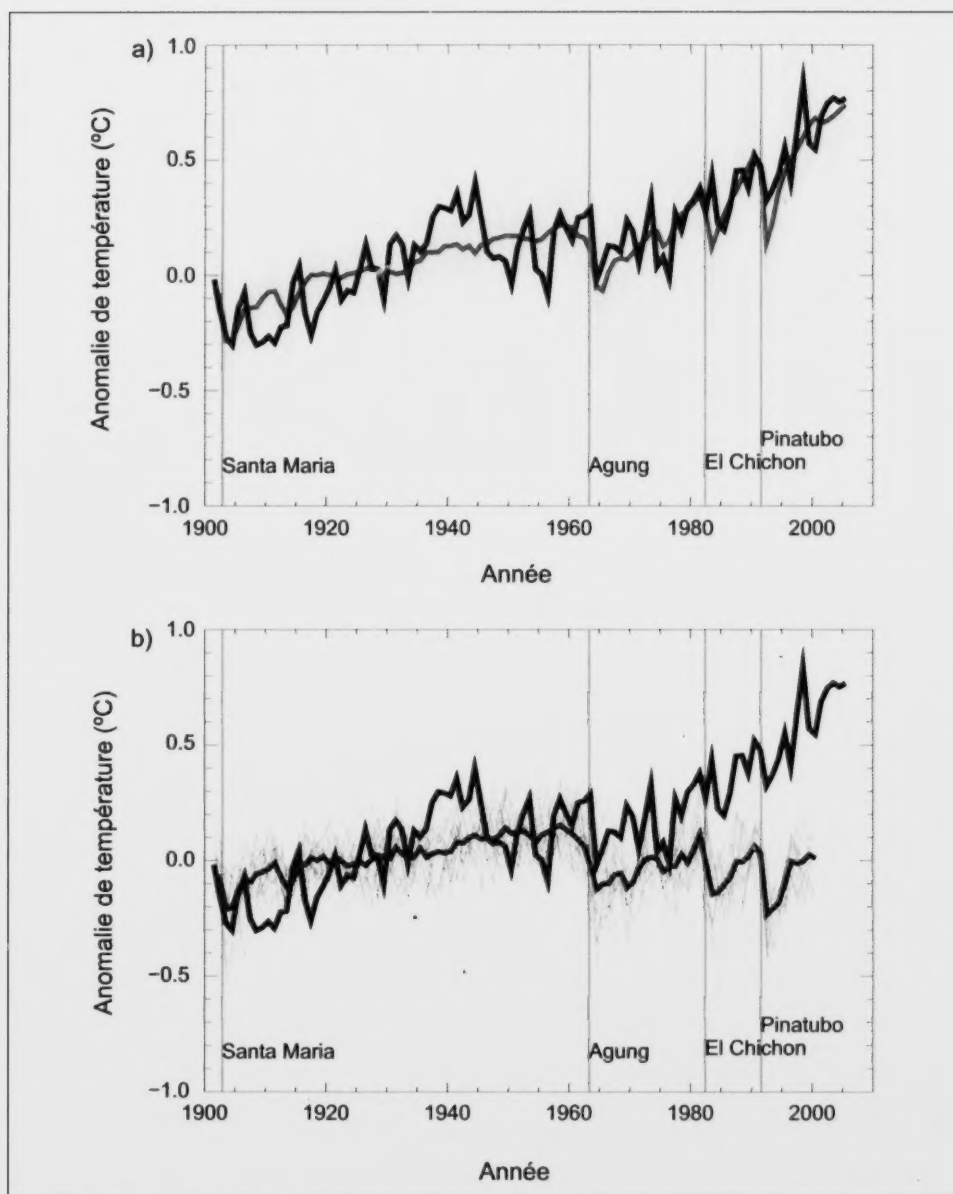 a)
Anomalie de température (ºC)
1.0
0.5
0.0
−0.5
−1.0
Santa Maria
Agung
El Chichon
Pinatubo
1900 1920 1940 1960 1980 2000
Année
b)
Anomalie de température (ºC)
1.0
0.5
0.0
−0.5
−1.0
Santa Maria
Agung
El Chichon
Pinatubo
1900 1920 1940 1960 1980 2000
Année